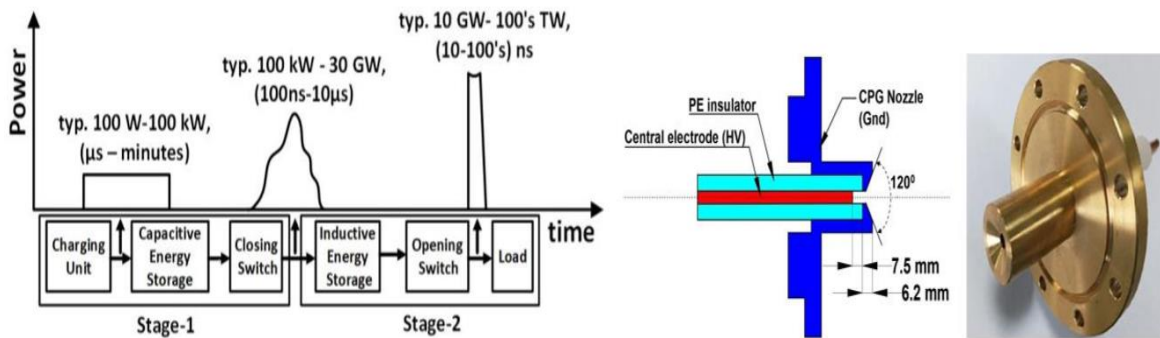 Power
typ. 100 W-100 kW,
(μs – minutes)
typ. 100 kW - 30 GW,
(100ns-10μs)
typ. 10 GW- 100's TW,
(10-100's) ns
time
Charging
Unit
Capacitive
Energy
Storage
Closing
Switch
Inductive
Energy
Storage
Opening
Switch
Load
Stage-1
Stage-2
PE insulator
Central electrode (HV)
CPG Nozzle
(Gnd)
120⁰
7.5 mm
6.2 mm